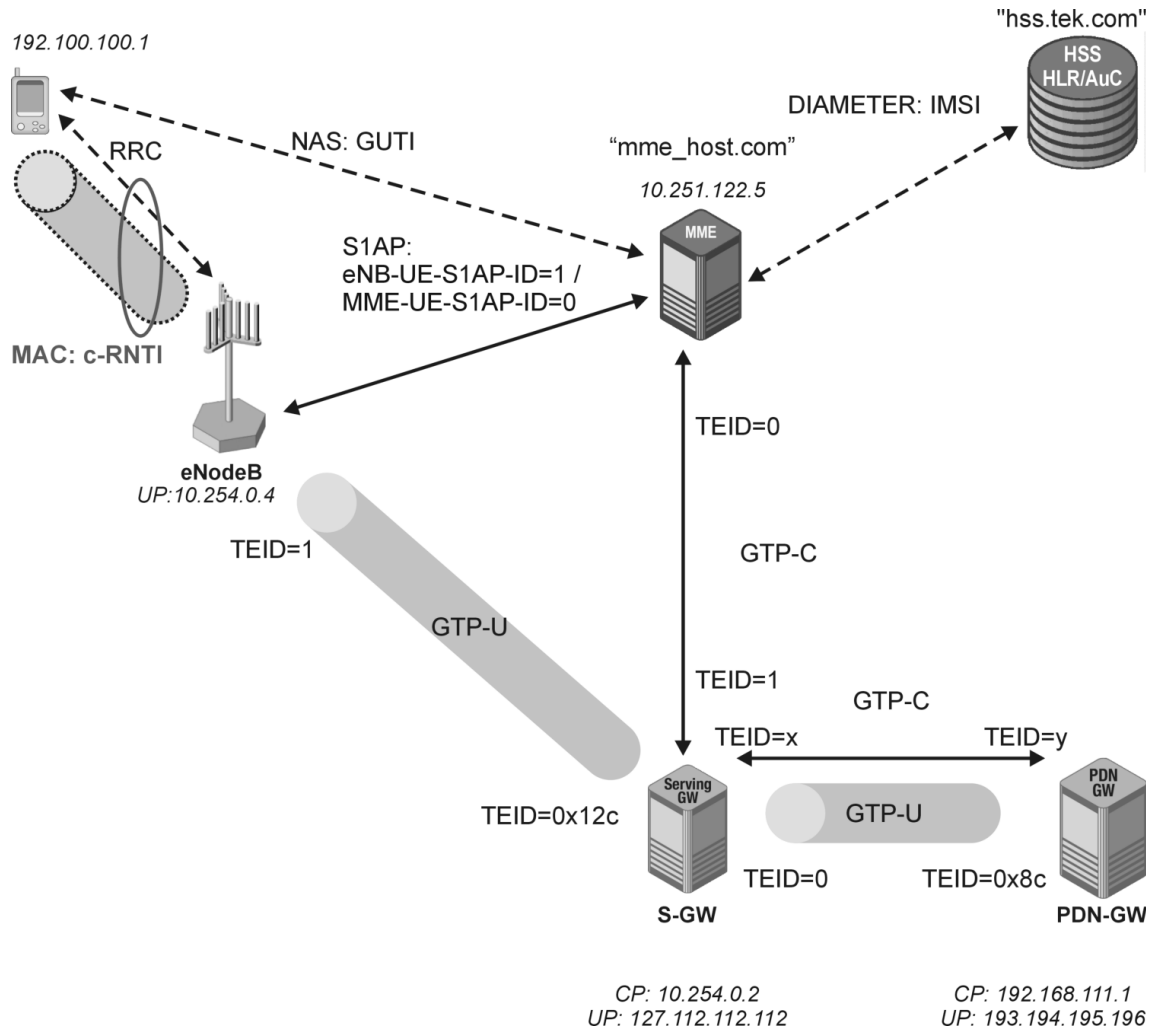 "hss.tek.com"
192.100.100.1
HSS
HLR/AuC
DIAMETER: IMSI
RRC
NAS: GUTI
“mme_host.com”
10.251.122.5
MME
S1AP:
eNB-UE-S1AP-ID=1 /
MME-UE-S1AP-ID=0
MAC: c-RNTI
TEID=0
eNodeB
UP:10.254.0.4
TEID=1
GTP-C
GTP-U
TEID=1
GTP-C
TEID=x
TEID=y
Serving
GW
PDN
GW
TEID=0x12c
GTP-U
TEID=0
TEID=0x8c
S-GW
PDN-GW
CP: 10.254.0.2
UP: 127.112.112.112
CP: 192.168.111.1
UP: 193.194.195.196